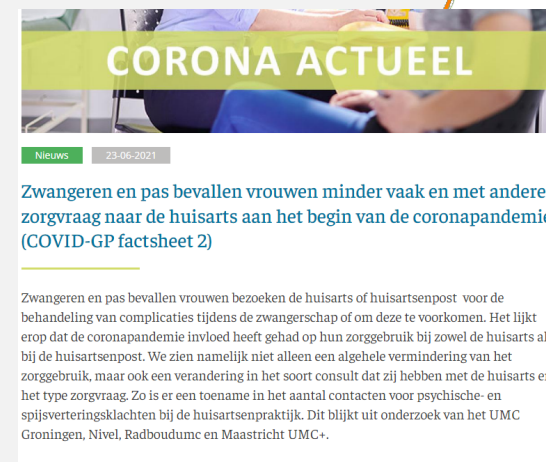 CORONA ACTUEEL
Nieuws 23-06-2021
Zwangeren en pas bevallen vrouwen minder vaak en met andere
zorgvraag naar de huisarts aan het begin van de coronapandemie
(COVID-GP factsheet 2)
Zwangeren en pas bevallen vrouwen bezoeken de huisarts of huisartsenpost voor de
behandeling van complicaties tijdens de zwangerschap of om deze te voorkomen. Het lijkt
erop dat de coronapandemie invloed heeft gehad op hun zorggebruik bij zowel de huisarts al
bij de huisartsenpost. We zien namelijk niet alleen een algehele vermindering van het
zorggebruik, maar ook een verandering in het soort consult dat zij hebben met de huisarts e
het type zorgvraag. Zo is er een toename in het aantal contacten voor psychische- en
spijsverteringsklachten bij de huisartsenpraktijk. Dit blijkt uit onderzoek van het UMC
Groningen, Nivel, Radboudumc en Maastricht UMC+.